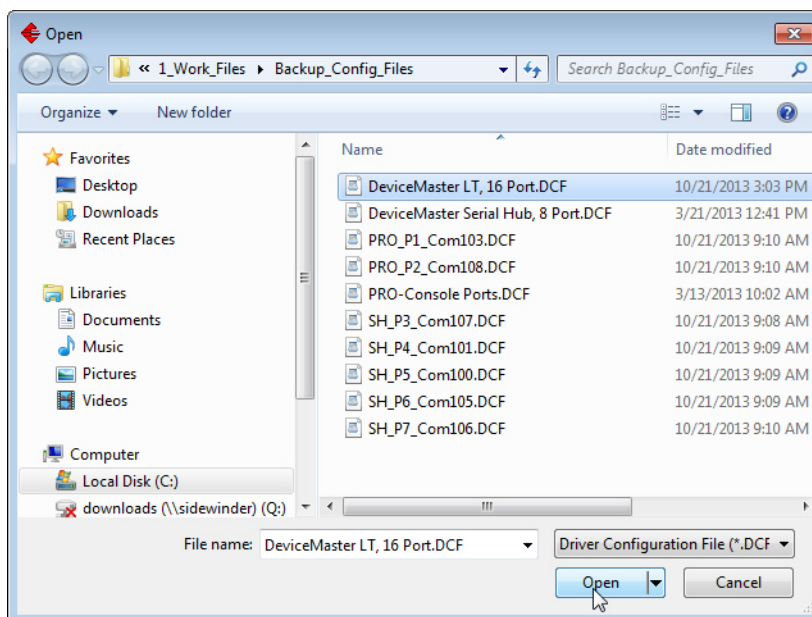 Open
« 1_Work_Files ▸ Backup_Config_Files
Search Backup_Config_Files
Organize
New folder
Favorites
Desktop
Downloads
Recent Places
Libraries
Documents
Music
Pictures
Videos
Computer
Local Disk (C:)
downloads (\\sidewinder) (Q:)
Name Date modified
DeviceMaster LT, 16 Port.DCF 10/21/2013 3:03 PM
DeviceMaster Serial Hub, 8 Port.DCF 3/21/2013 12:41 PM
PRO_P1_Com103.DCF 10/21/2013 9:10 AM
PRO_P2_Com108.DCF 10/21/2013 9:10 AM
PRO-Console Ports.DCF 3/13/2013 10:02 AM
SH_P3_Com107.DCF 10/21/2013 9:08 AM
SH_P4_Com101.DCF 10/21/2013 9:09 AM
SH_P5_Com100.DCF 10/21/2013 9:09 AM
SH_P6_Com105.DCF 10/21/2013 9:09 AM
SH_P7_Com106.DCF 10/21/2013 9:10 AM
File name: DeviceMaster LT, 16 Port.DCF
Driver Configuration File (*.DCF
Open
Cancel